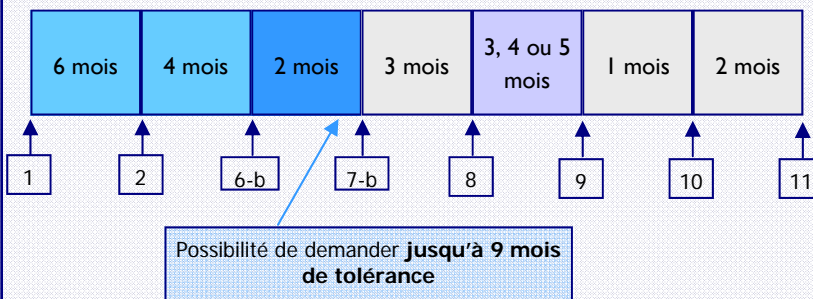 6 mois
4 mois
2 mois
3 mois
3, 4 ou 5
mois
1 mois
2 mois
1
2
6-b
7-b
8
9
10
11
Possibilité de demander jusqu'à 9 mois
de tolérance